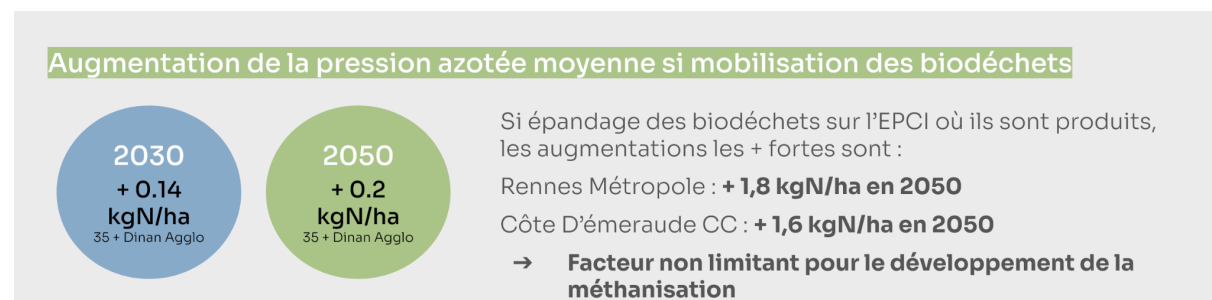 Augmentation de la pression azotée moyenne si mobilisation des biodéchets
2030
+ 0.14
kgN/ha
35 + Dinan Agglo
2050
+ 0.2
kgN/ha
35 + Dinan Agglo
Si épandage des biodéchets sur l'EPCI où ils sont produits,
les augmentations les + fortes sont :
Rennes Métropole : + 1,8 kgN/ha en 2050
Côte D'émeraude CC : + 1,6 kgN/ha en 2050
➔ Facteur non limitant pour le développement de la
méthanisation